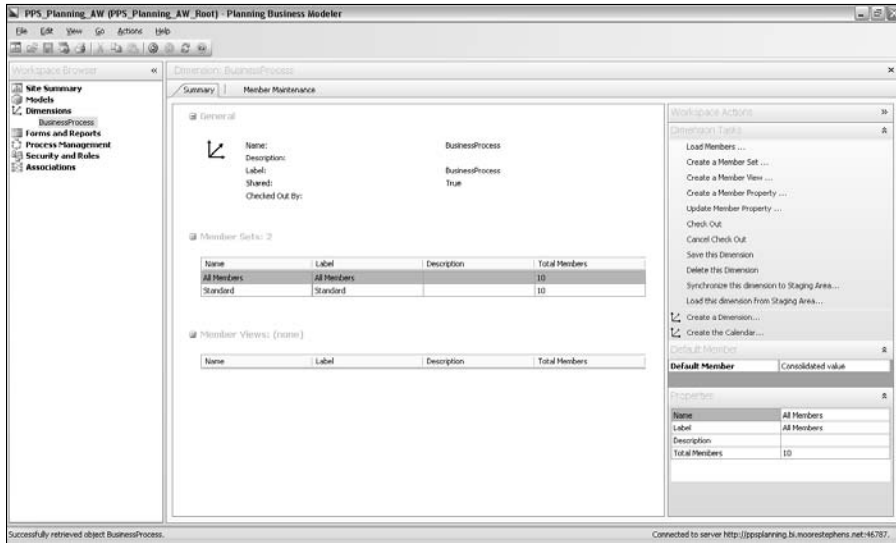 PPS_Planning_AW (PPS_Planning_AW_Root) - Planning Business Modeler
File Edit View Go Actions Help
Workspace Browser «
Site Summary
Models
Dimensions
BusinessProcess
Forms and Reports
Process Management
Security and Roles
Associations
Dimension: BusinessProcess
Summary Member Maintenance
General
Name: BusinessProcess
Description:
Label: BusinessProcess
Shared: True
Checked Out By:
Member Sets: 2
Name Label Description Total Members
All Members All Members 10
Standard Standard 10
Member Views: (none)
Name Label Description Total Members
Workspace Actions »
Dimension Tasks
Load Members ...
Create a Member Set ...
Create a Member View ...
Create a Member Property ...
Update Member Property ...
Check Out
Cancel Check Out
Save this Dimension
Delete this Dimension
Synchronize this dimension to Staging Area...
Load this dimension from Staging Area...
Create a Dimension...
Create the Calendar...
Default Member
Default Member Consolidated value
Properties
Name All Members
Label All Members
Description
Total Members 10
Successfully retrieved object BusinessProcess.
Connected to server http://ppsplanning.bi.moorestephens.net:46787.